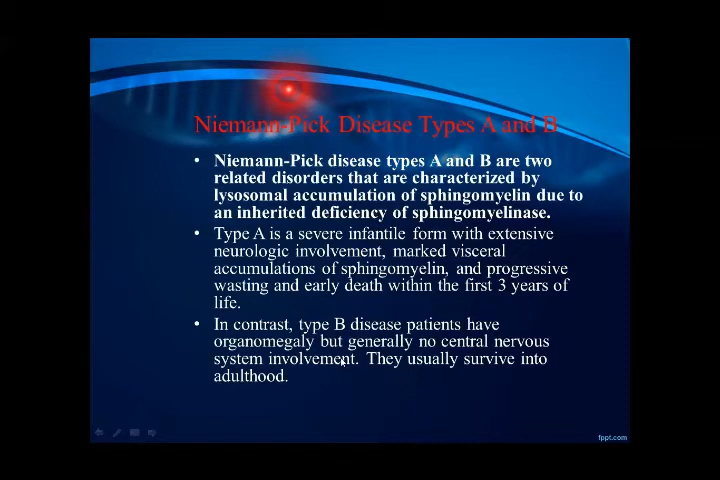 Niemann-Pick Disease Types A and B
• Niemann-Pick disease types A and B are two
related disorders that are characterized by
lysosomal accumulation of sphingomyelin due to
an inherited deficiency of sphingomyelinase.
• Type A is a severe infantile form with extensive
neurologic involvement, marked visceral
accumulations of sphingomyelin, and progressive
wasting and early death within the first 3 years of
life.
• In contrast, type B disease patients have
organomegaly but generally no central nervous
system involvement. They usually survive into
adulthood.
fppt.com